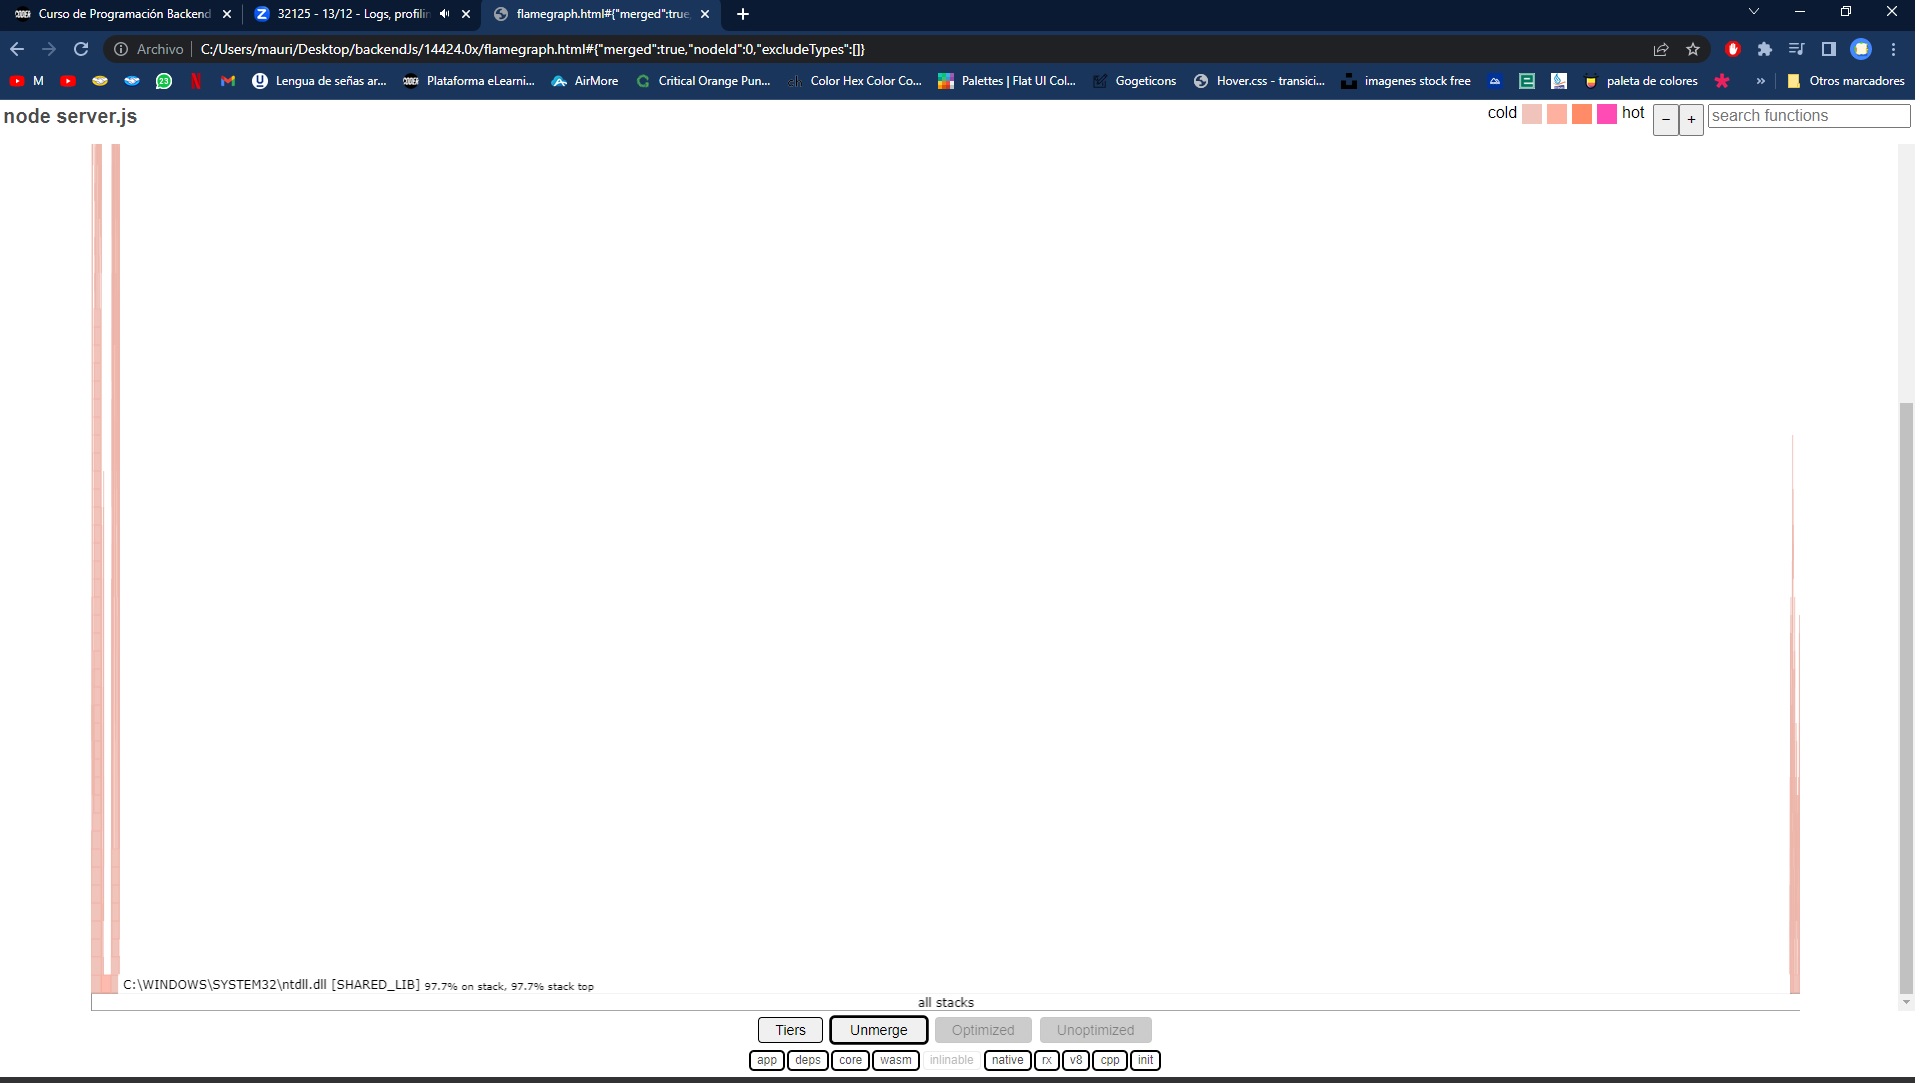 Curso de Programación Backend
32125 - 13/12 - Logs, profilin
flamegraph.html#{"merged":true,
Archivo
C:/Users/mauri/Desktop/backendJs/14424.0x/flamegraph.html#{"merged":true,"nodeId":0,"excludeTypes":[]}
M
Lengua de señas ar...
Plataforma eLearni...
AirMore
Critical Orange Pun...
Color Hex Color Co...
Palettes | Flat UI Col...
Gogeticons
Hover.css - transici...
imagenes stock free
paleta de colores
»
Otros marcadores
node server.js
cold
hot
−
+
search functions
C:\WINDOWS\SYSTEM32\ntdll.dll [SHARED_LIB] 97.7% on stack, 97.7% stack top
all stacks
Tiers
Unmerge
Optimized
Unoptimized
app
deps
core
wasm
inlinable
native
rx
v8
cpp
init